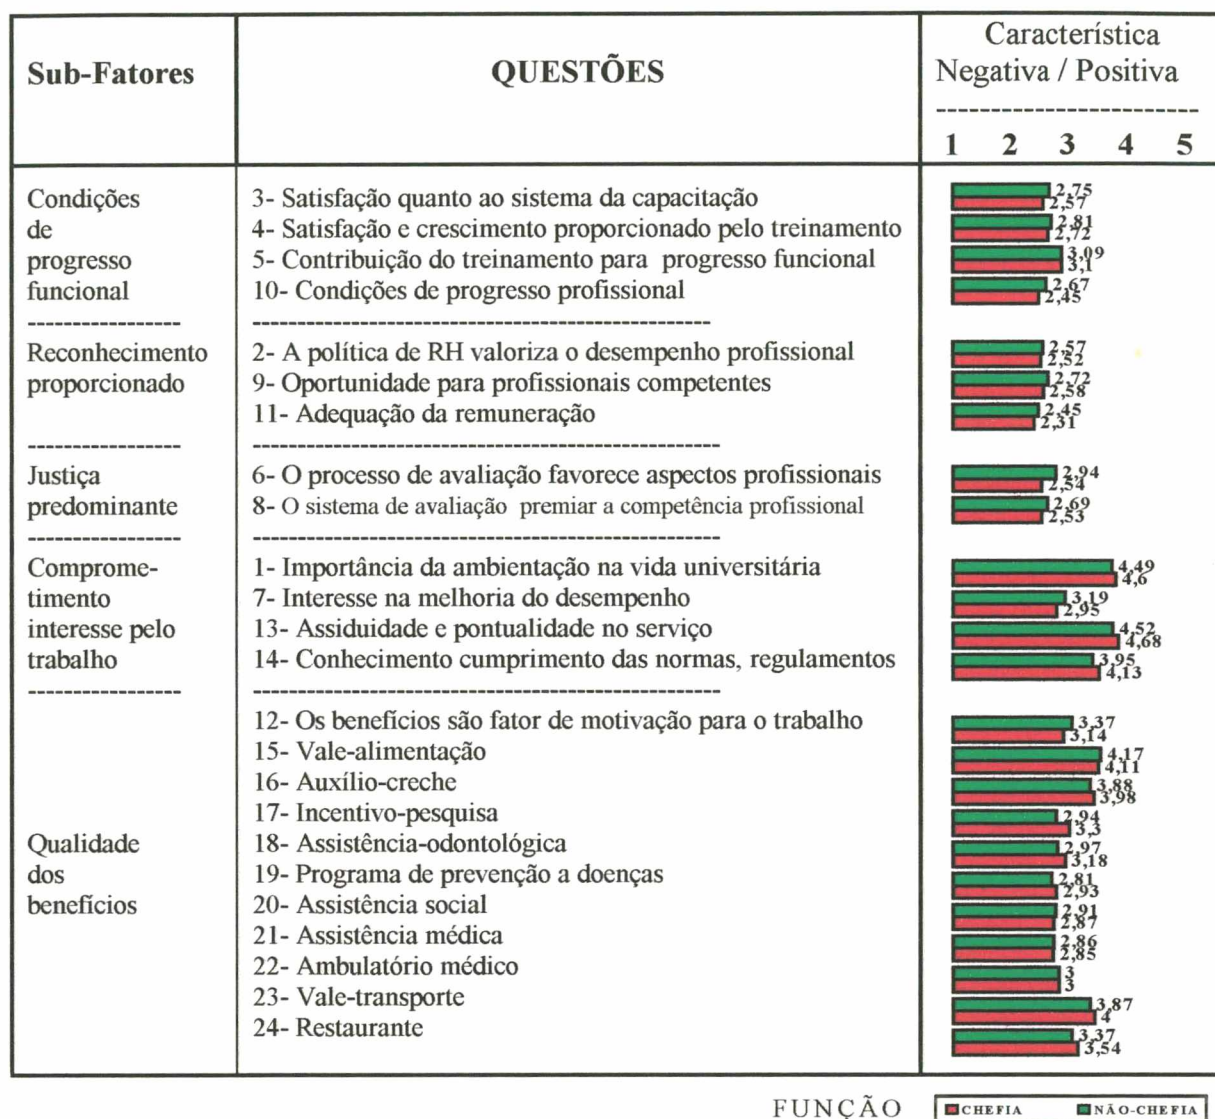 Sub-Fatores
QUESTÕES
Característica
Negativa / Positiva
-----------------------------
1 2 3 4 5
Condições
de
progresso
funcional
3- Satisfação quanto ao sistema da capacitação
4- Satisfação e crescimento proporcionado pelo treinamento
5- Contribuição do treinamento para progresso funcional
10- Condições de progresso profissional
2,75
2,57
2,81
2,72
3,09
3,1
2,67
2,45
-----------------
-------------------------------------------------
Reconhecimento
proporcionado
2- A política de RH valoriza o desempenho profissional
9- Oportunidade para profissionais competentes
11- Adequação da remuneração
2,57
2,52
2,72
2,58
2,45
2,31
-----------------
--------------------------------------------------
Justiça
predominante
6- O processo de avaliação favorece aspectos profissionais
8- O sistema de avaliação premiar a competência profissional
2,94
2,54
2,69
2,53
-----------------
--------------------------------------------------
Comprome-
timento
interesse pelo
trabalho
1- Importância da ambientação na vida universitária
7- Interesse na melhoria do desempenho
13- Assiduidade e pontualidade no serviço
14- Conhecimento cumprimento das normas, regulamentos
4,49
4,6
3,19
2,95
4,52
4,68
3,95
4,13
-----------------
--------------------------------------------------
Qualidade
dos
benefícios
12- Os benefícios são fator de motivação para o trabalho
15- Vale-alimentação
16- Auxílio-creche
17- Incentivo-pesquisa
18- Assistência-odontológica
19- Programa de prevenção a doenças
20- Assistência social
21- Assistência médica
22- Ambulatório médico
23- Vale-transporte
24- Restaurante
3,37
3,14
4,17
4,11
3,88
3,98
2,94
3,3
2,97
3,18
2,81
2,93
2,91
2,87
2,86
2,85
3
3
3,87
4
3,37
3,54
FUNÇÃO
CHEFIA NÃO-CHEFIA